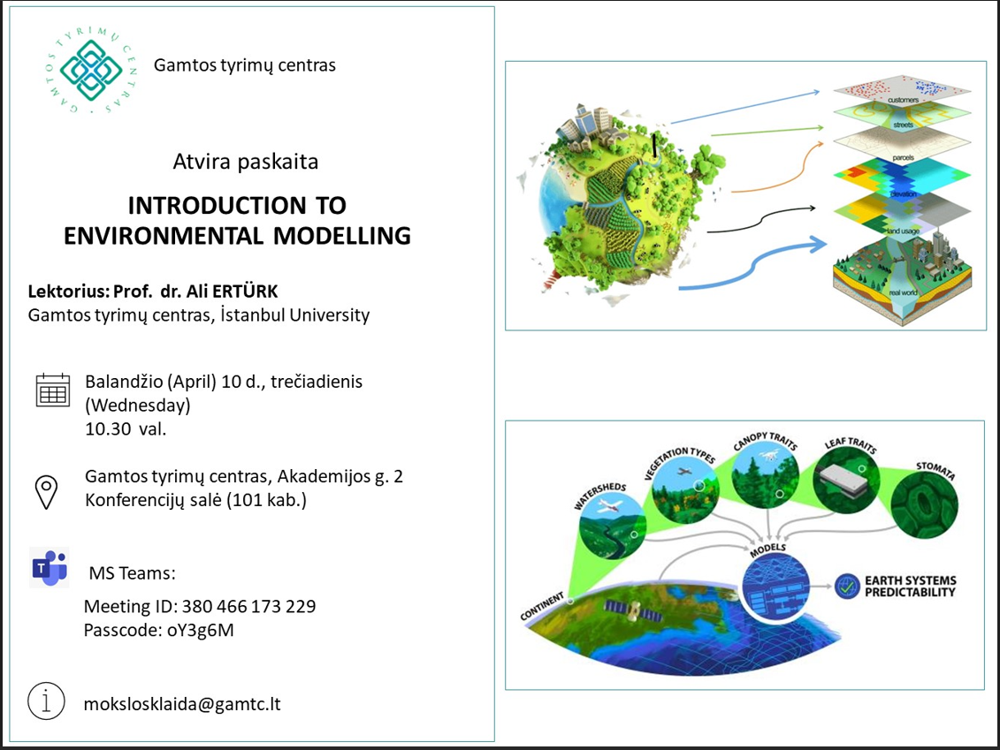 GAMTOS TYRIMŲ CENTRAS
Gamtos tyrimų centras
Atvira paskaita
INTRODUCTION TO
ENVIRONMENTAL MODELLING
Lektorius: Prof. dr. Ali ERTÜRK
Gamtos tyrimų centras, İstanbul University
Balandžio (April) 10 d., trečiadienis
(Wednesday)
10.30 val.
Gamtos tyrimų centras, Akademijos g. 2
Konferencijų salė (101 kab.)
T
MS Teams:
Meeting ID: 380 466 173 229
Passcode: oY3g6M
i
mokslosklaida@gamtc.lt
customers
streets
parcels
elevation
land usage
real world
CONTINENT
WATERSHEDS
VEGETATION TYPES
CANOPY TRAITS
LEAF TRAITS
STOMATA
MODELS
EARTH SYSTEMS
PREDICTABILITY